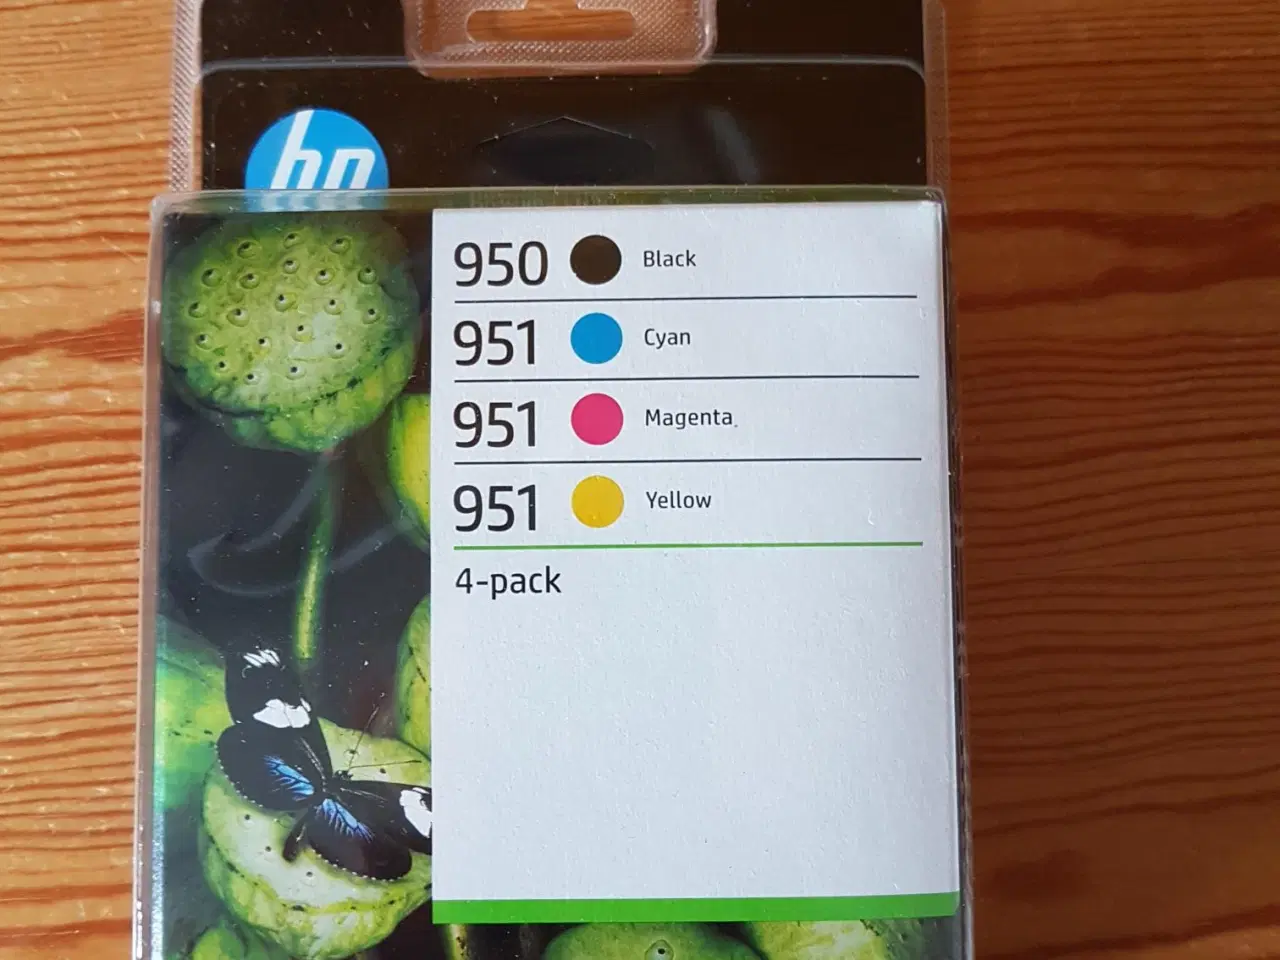 hp
950 Black
951 Cyan
951 Magenta
951 Yellow
4-pack